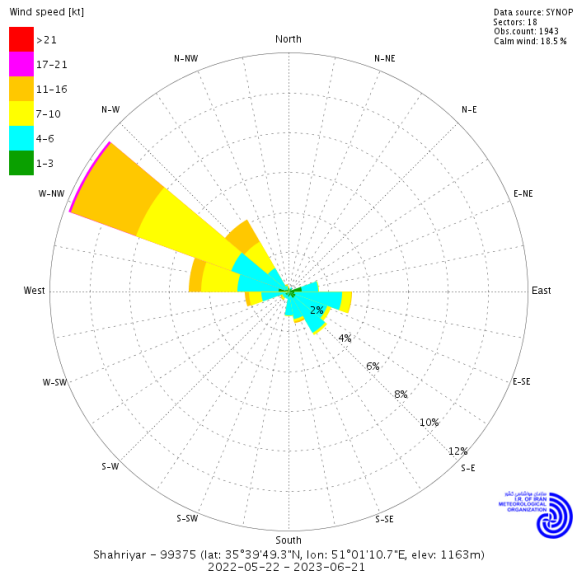 Wind speed [kt]
>21
17-21
11-16
7-10
4-6
1-3
Data source: SYNOP
Sectors: 18
Obs.count: 1943
Calm wind: 18.5 %
North
N-NW
N-NE
N-W
N-E
W-NW
E-NE
West
East
2%
4%
6%
8%
10%
12%
W-SW
E-SE
S-W
S-E
S-SW
S-SE
South
I.R. OF IRAN
METEOROLOGICAL
ORGANIZATION
Shahriyar - 99375 (lat: 35°39'49.3"N, lon: 51°01'10.7"E, elev: 1163m)
2022-05-22 - 2023-06-21